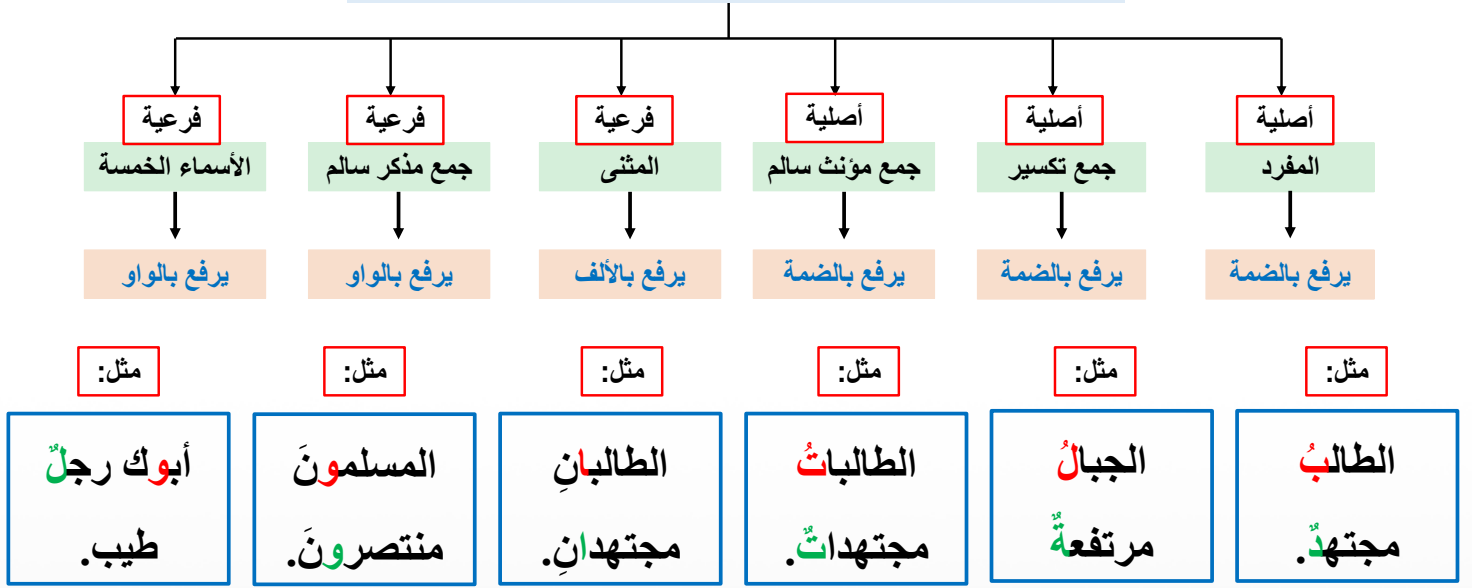 أصلية
أصلية
أصلية
فرعية
فرعية
فرعية
المفرد
جمع تكسير
جمع مؤنث سالم
المثنى
جمع مذكر سالم
الأسماء الخمسة
يرفع بالضمة
يرفع بالضمة
يرفع بالضمة
يرفع بالألف
يرفع بالواو
يرفع بالواو
مثل:
مثل:
مثل:
مثل:
مثل:
مثل:
الطالبُ
مجتهدٌ.
الجبالُ
مرتفعةٌ
الطالباتُ
مجتهداتٌ.
الطالبانِ
مجتهدانِ.
المسلمونَ
منتصرونَ.
أبوك رجلٌ
طيب.